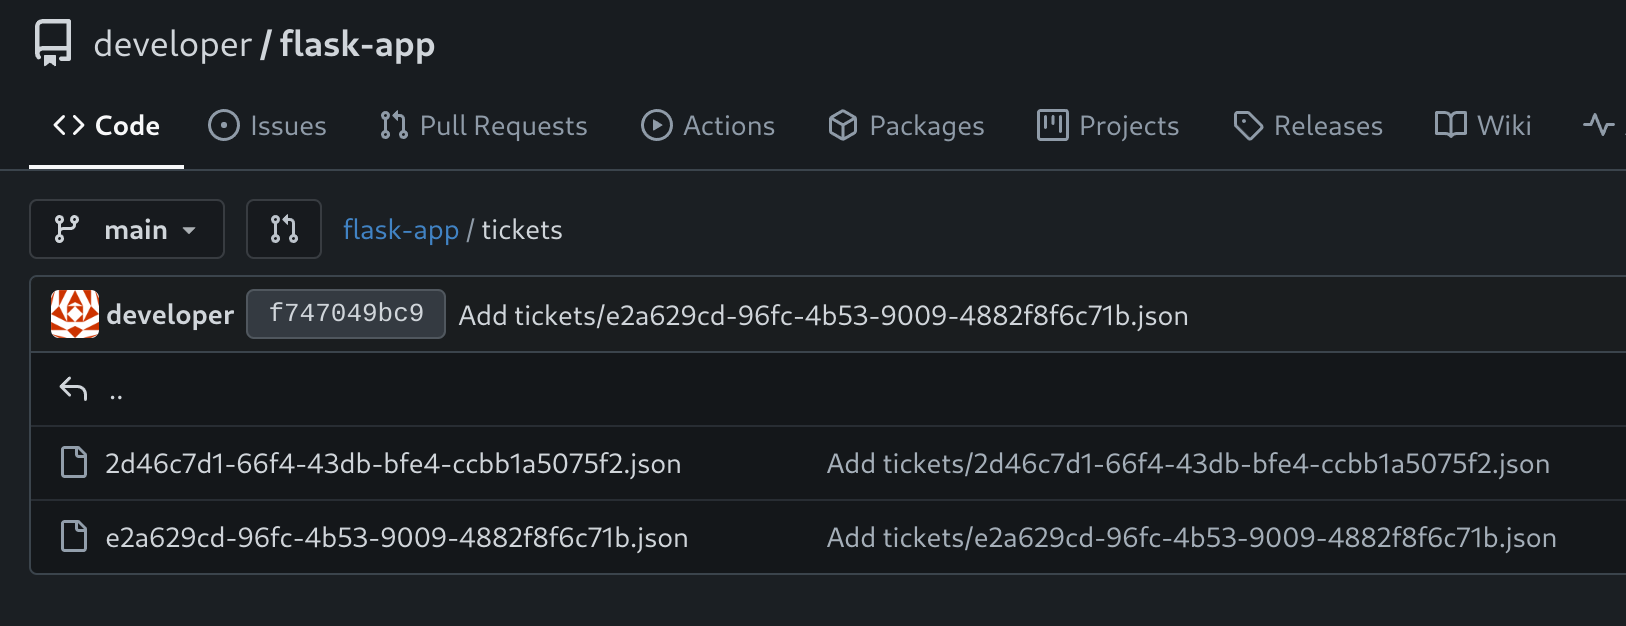 developer / flask-app
Code Issues Pull Requests Actions Packages Projects Releases Wiki
main flask-app / tickets
developer f747049bc9 Add tickets/e2a629cd-96fc-4b53-9009-4882f8f6c71b.json
..
2d46c7d1-66f4-43db-bfe4-ccbb1a5075f2.json Add tickets/2d46c7d1-66f4-43db-bfe4-ccbb1a5075f2.json
e2a629cd-96fc-4b53-9009-4882f8f6c71b.json Add tickets/e2a629cd-96fc-4b53-9009-4882f8f6c71b.json